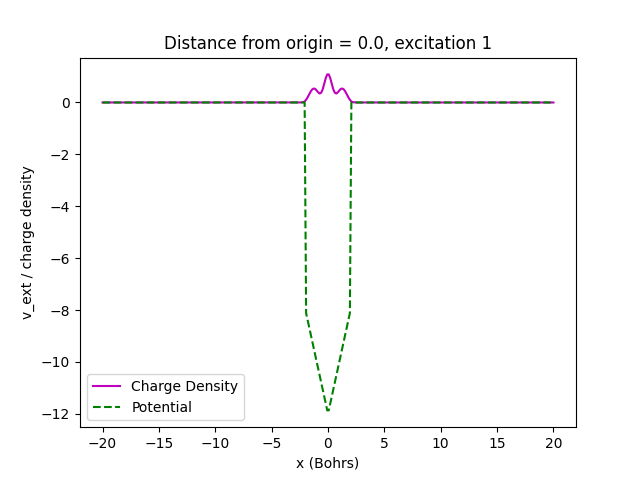 Distance from origin = 0.0, excitation 1
v_ext / charge density
0
−2
−4
−6
−8
−10
−12
Charge Density
Potential
−20 −15 −10 −5 0 5 10 15 20
x (Bohrs)